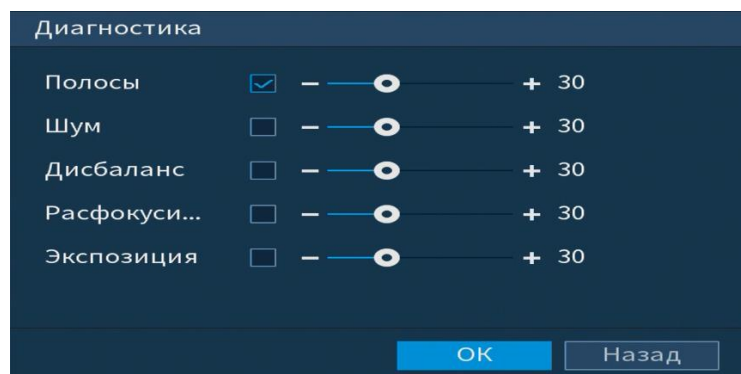 Диагностика
Полосы 30
Шум 30
Дисбаланс 30
Расфокуси... 30
Экспозиция 30
OK Назад